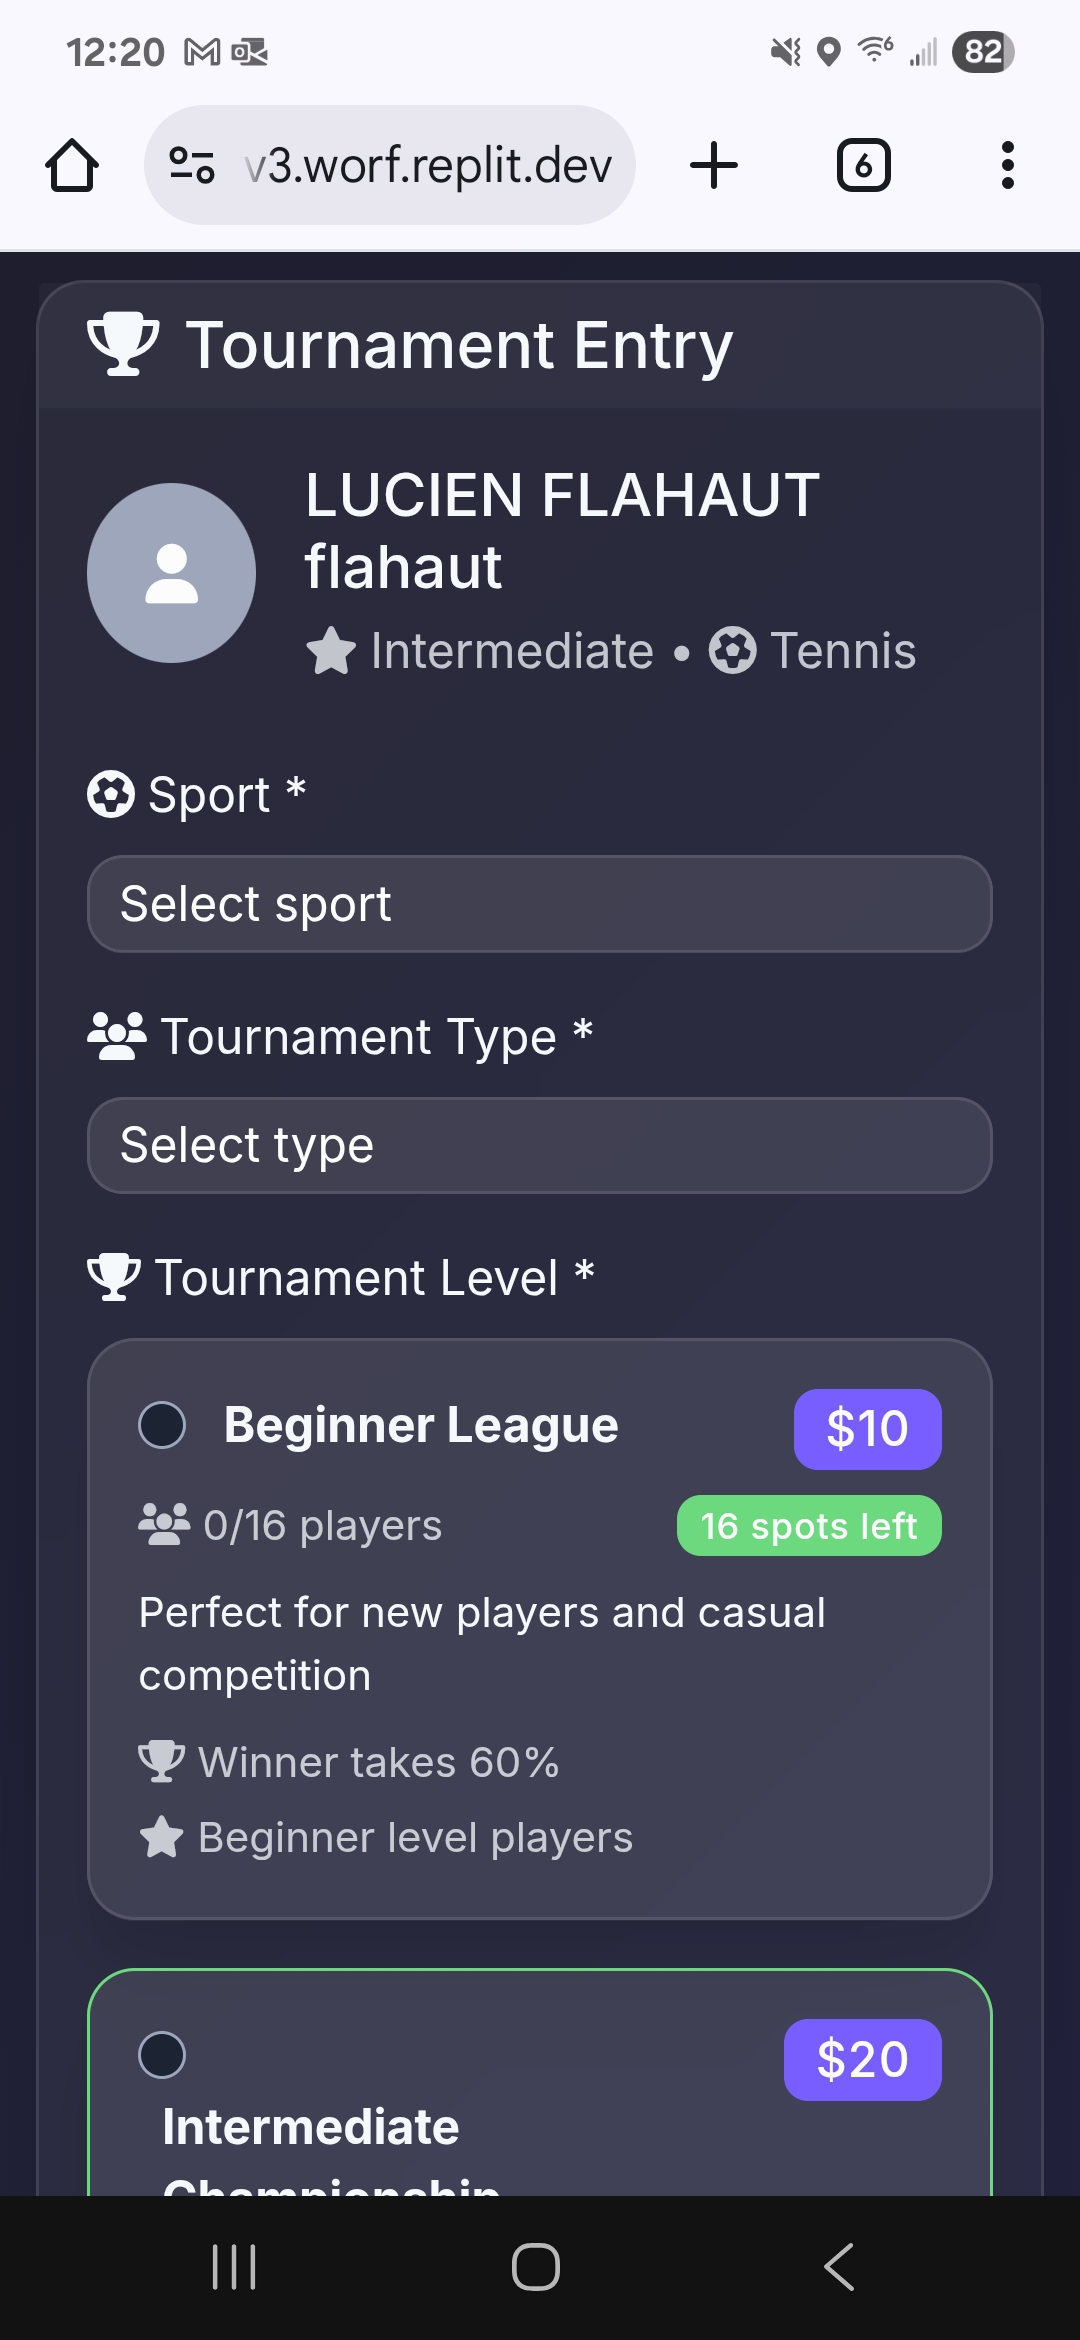 12:20
6
82
v3.worf.replit.dev
6
Tournament Entry
LUCIEN FLAHAUT
flahaut
Intermediate • Tennis
Sport *
Select sport
Tournament Type *
Select type
Tournament Level *
Beginner League
$10
0/16 players
16 spots left
Perfect for new players and casual
competition
Winner takes 60%
Beginner level players
$20
Intermediate
Championship